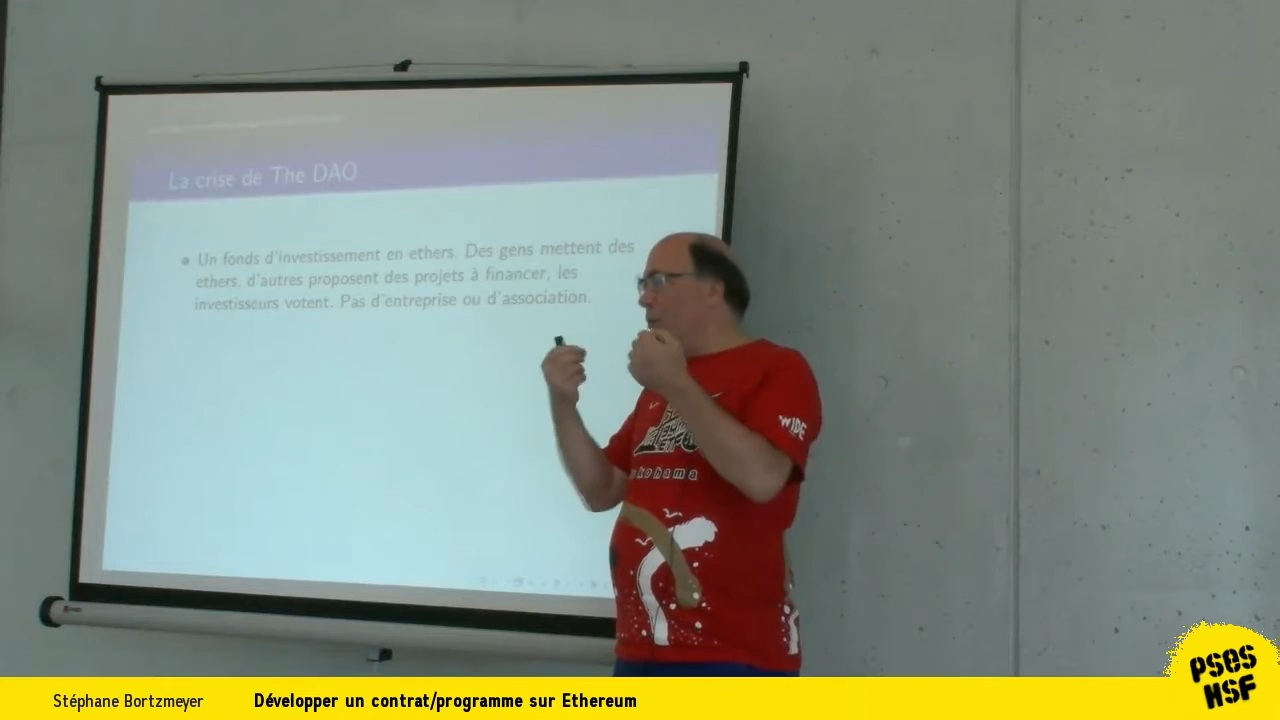 La crise de The DAO
Un fonds d'investissement en ethers. Des gens mettent des
ethers, d'autres proposent des projets à financer, les
investisseurs votent. Pas d'entreprise ou d'association.
WIDE
Stéphane Bortzmeyer
Développer un contrat/programme sur Ethereum
PSES
HSF